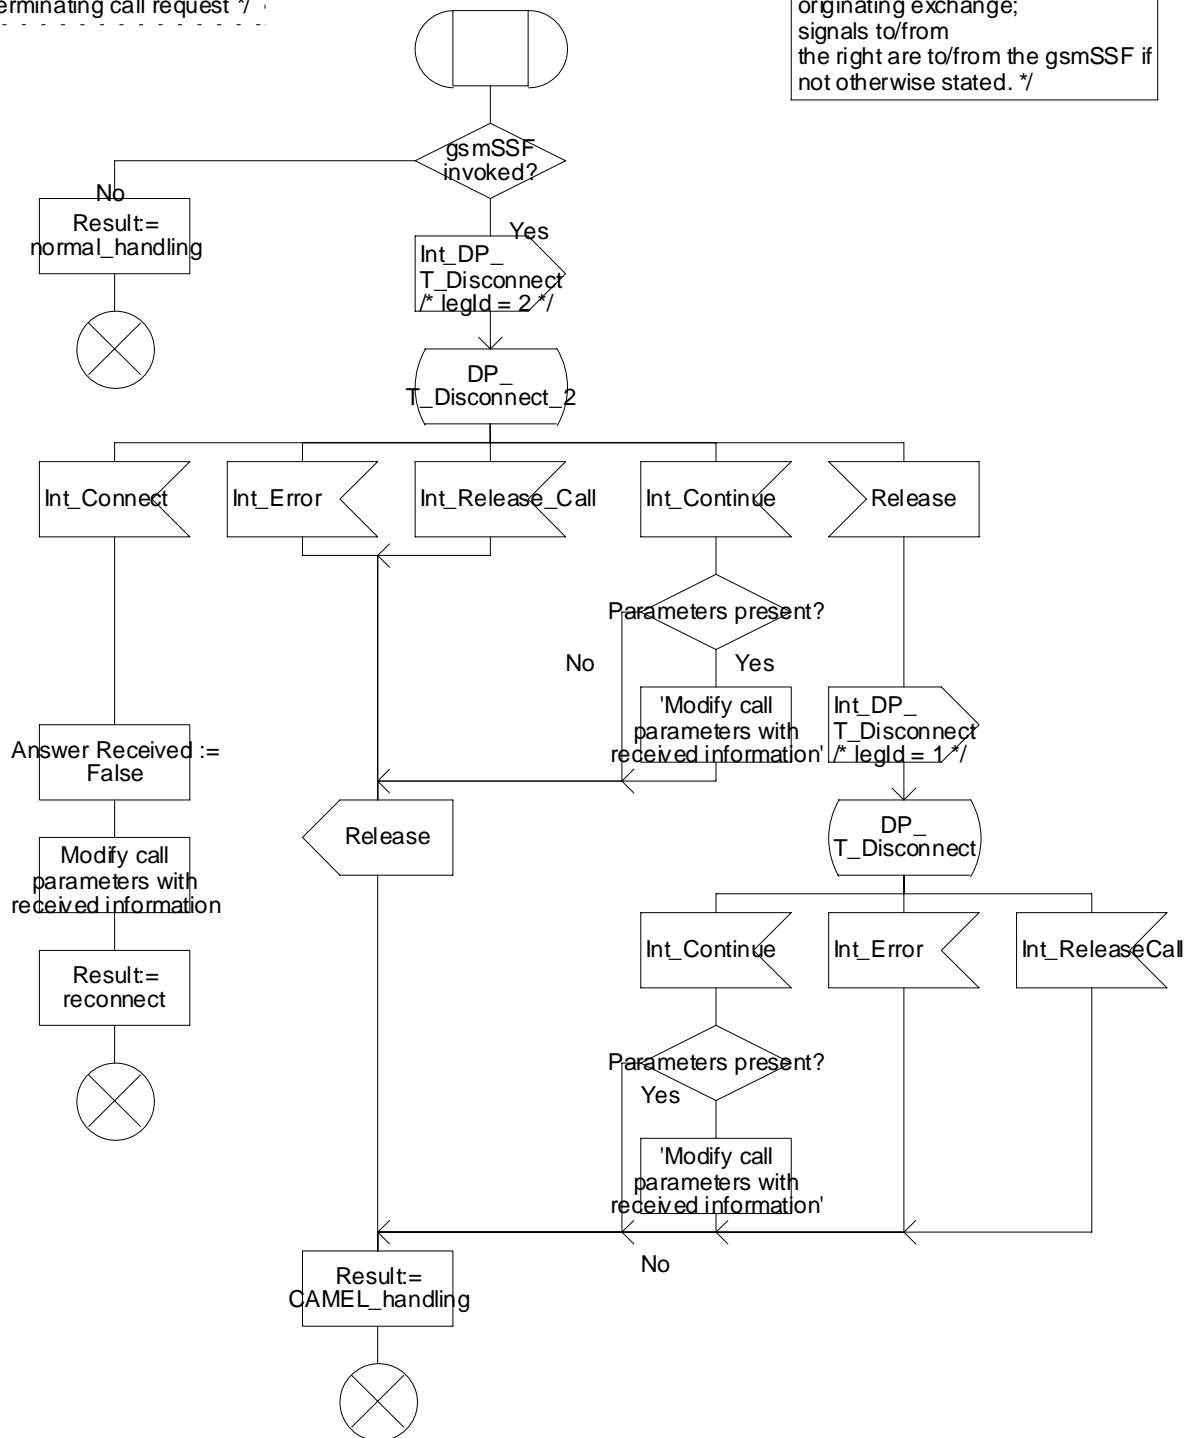 erminating call request */
originating exchange;
signals to/from
the right are to/from the gsmSSF if
not otherwise stated. */
gsmSSF
invoked?
No
Result:=
normal_handling
Yes
Int_DP_
T_Disconnect
/* legId = 2 */
DP_
T_Disconnect_2
Int_Connect
Int_Error
Int_Release_Call
Int_Continue
Release
Parameters present?
No
Yes
'Modify call
parameters with
received information'
Int_DP_
T_Disconnect
/* legId = 1 */
Answer Received :=
False
Release
DP_
T_Disconnect
Modify call
parameters with
received information
Int_Continue
Int_Error
Int_ReleaseCall
Result:=
reconnect
Parameters present?
Yes
'Modify call
parameters with
received information'
No
Result:=
CAMEL_handling